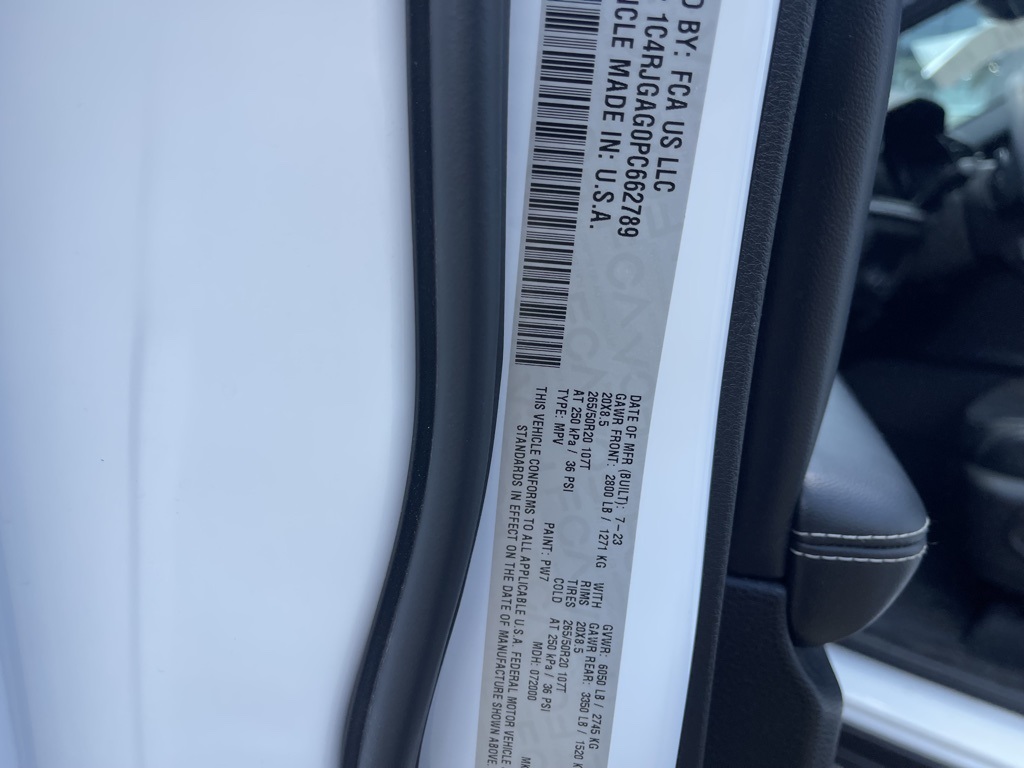 D BY: FCA US LLC
1C4RJGAG0PC662789
ICLE MADE IN: U.S.A.
DATE OF MFR (BUILT): 7-23 GVWR: 6050 LB / 2745 KG
GAWR FRONT: 2800 LB / 1271 KG WITH GAWR REAR: 3350 LB / 1520 K
20X8.5 RIMS 20X8.5
265/50R20 107T TIRES 265/50R20 107T
AT 250 kPa / 36 PSI COLD AT 250 kPa / 36 PSI
TYPE: MPV PAINT: PW7 MDH: 072000 MK
THIS VEHICLE CONFORMS TO ALL APPLICABLE U.S.A. FEDERAL MOTOR VEHICLE
STANDARDS IN EFFECT ON THE DATE OF MANUFACTURE SHOWN ABOVE